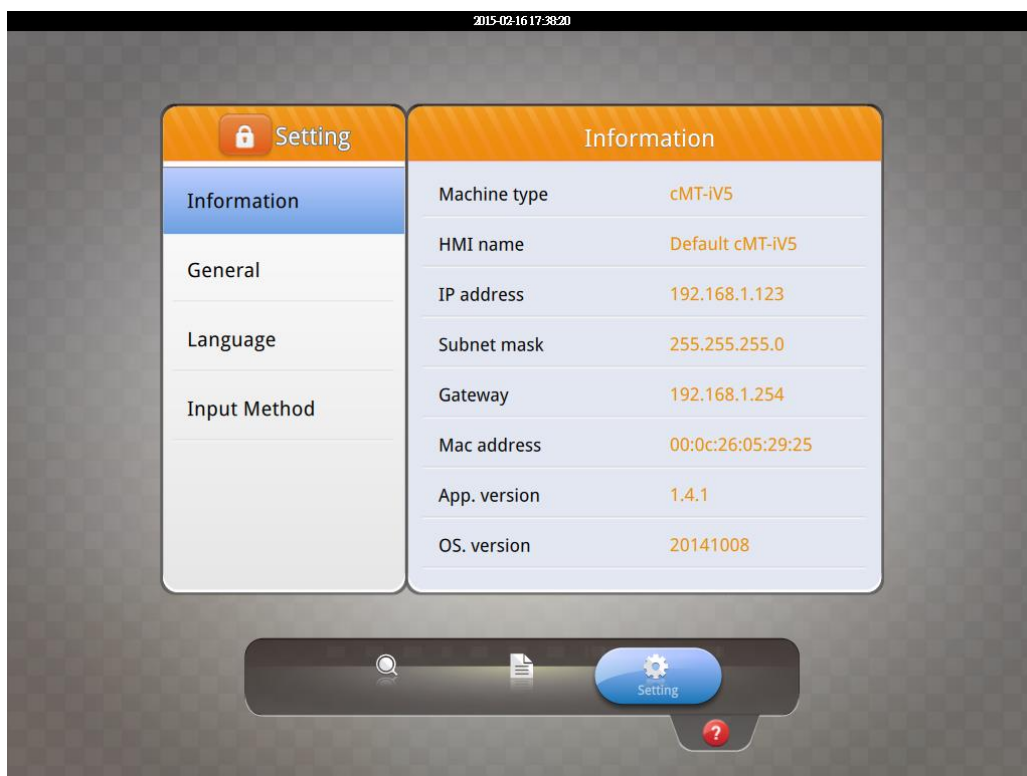 2015-02-16 17:38:20
Setting
Information
General
Language
Input Method
Information
Machine type cMT-iV5
HMI name Default cMT-iV5
IP address 192.168.1.123
Subnet mask 255.255.255.0
Gateway 192.168.1.254
Mac address 00:0c:26:05:29:25
App. version 1.4.1
OS. version 20141008
Setting
?